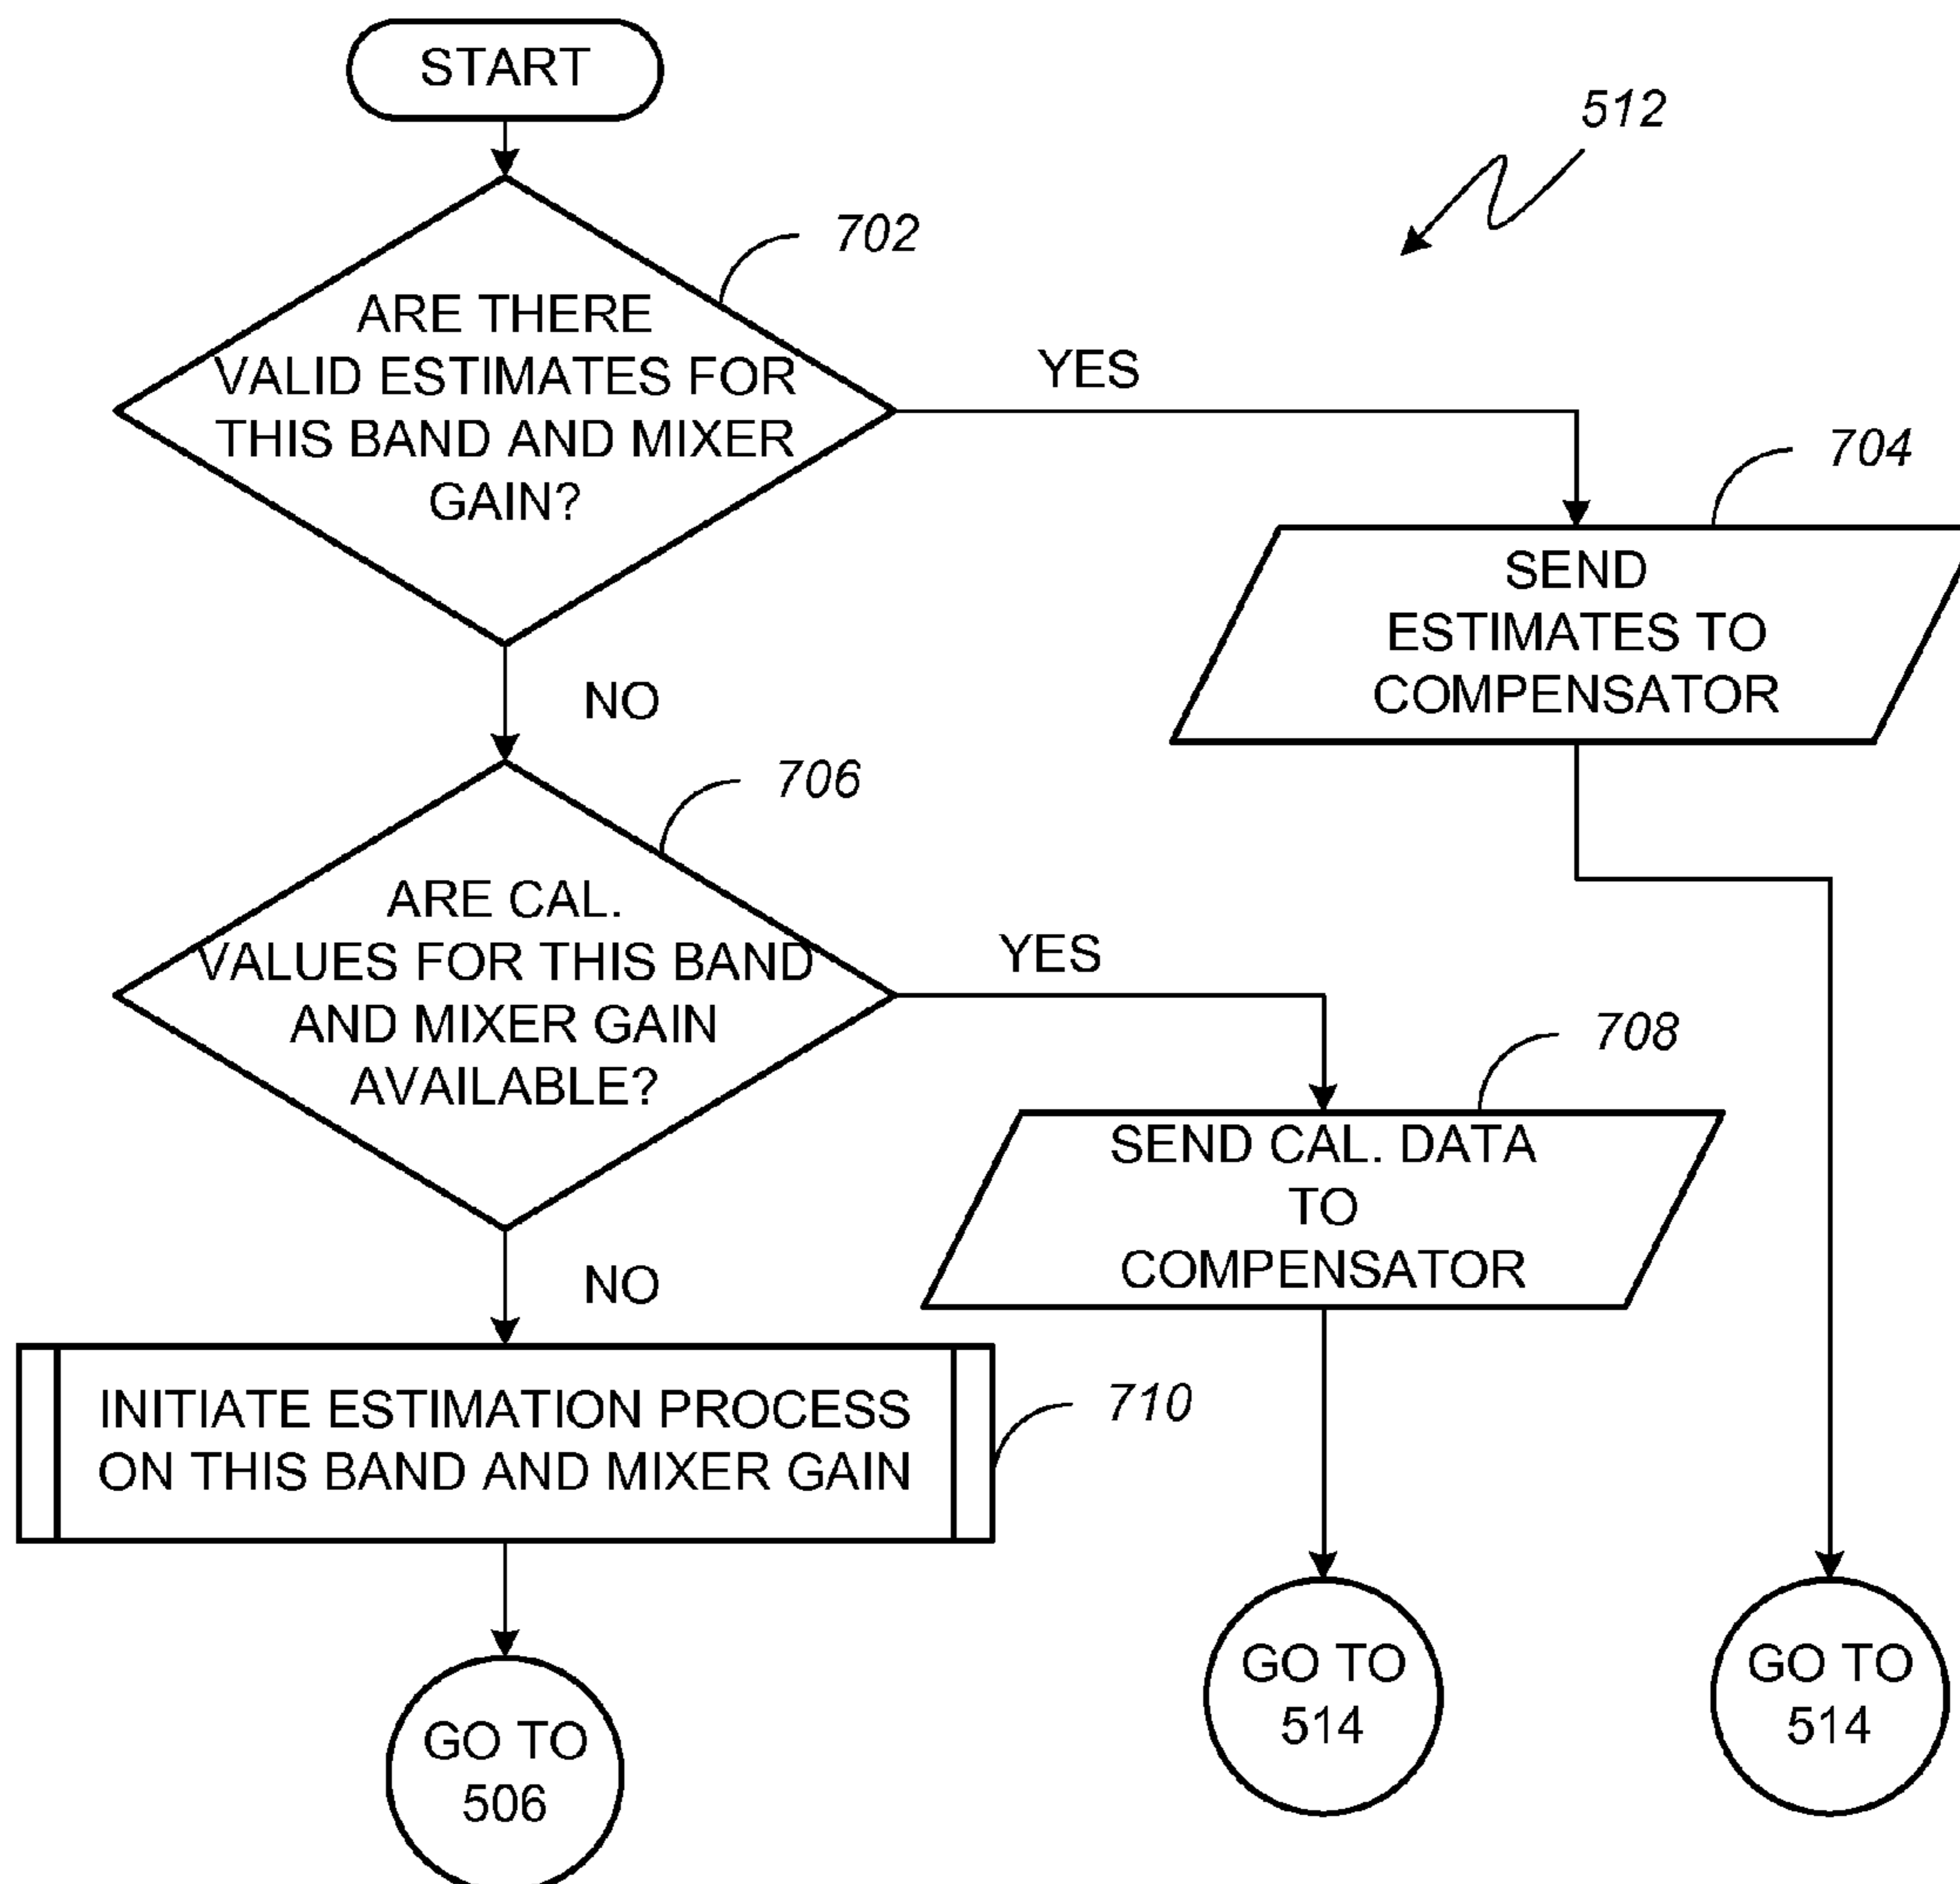 START
512
702
ARE THERE
VALID ESTIMATES FOR
THIS BAND AND MIXER
GAIN?
YES
704
SEND
ESTIMATES TO
COMPENSATOR
NO
706
ARE CAL.
VALUES FOR THIS BAND
AND MIXER GAIN
AVAILABLE?
YES
708
SEND CAL. DATA
TO
COMPENSATOR
NO
INITIATE ESTIMATION PROCESS
ON THIS BAND AND MIXER GAIN
710
GO TO
514
GO TO
514
GO TO
506